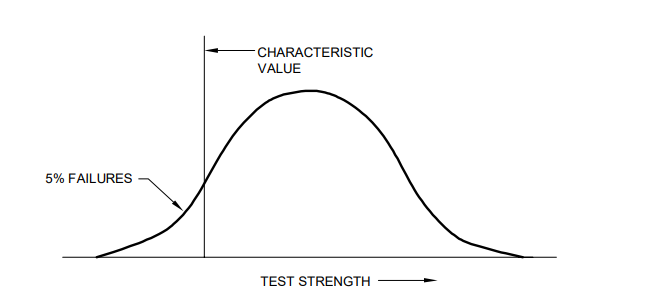 CHARACTERISTIC
VALUE
5% FAILURES
TEST STRENGTH